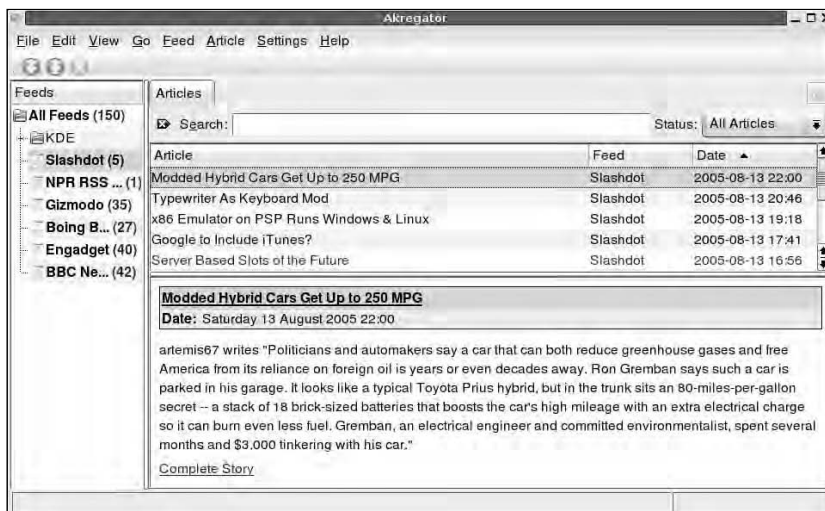 Akregator
File Edit View Go Feed Article Settings Help
Feeds
All Feeds (150)
KDE
Slashdot (5)
NPR RSS ... (1)
Gizmodo (35)
Boing B... (27)
Engadget (40)
BBC Ne... (42)
Articles
Search: Status: All Articles
Article Feed Date
Modded Hybrid Cars Get Up to 250 MPG Slashdot 2005-08-13 22:00
Typewriter As Keyboard Mod Slashdot 2005-08-13 20:46
x86 Emulator on PSP Runs Windows & Linux Slashdot 2005-08-13 19:18
Google to Include iTunes? Slashdot 2005-08-13 17:41
Server Based Slots of the Future Slashdot 2005-08-13 16:56
Modded Hybrid Cars Get Up to 250 MPG
Date: Saturday 13 August 2005 22:00
artemis67 writes "Politicians and automakers say a car that can both reduce greenhouse gases and free
America from its reliance on foreign oil is years or even decades away. Ron Gremban says such a car is
parked in his garage. It looks like a typical Toyota Prius hybrid, but in the trunk sits an 80-miles-per-gallon
secret -- a stack of 18 brick-sized batteries that boosts the car's high mileage with an extra electrical charge
so it can burn even less fuel. Gremban, an electrical engineer and committed environmentalist, spent several
months and $3,000 tinkering with his car."
Complete Story